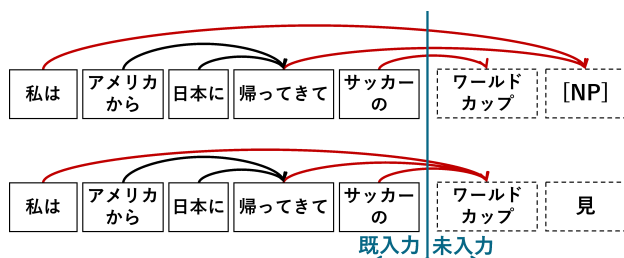 私は
アメリカ
から
日本に
帰ってきて
サッカー
の
ワールド
カップ
[NP]
私は
アメリカ
から
日本に
帰ってきて
サッカー
の
ワールド
カップ
見
既入力 未入力